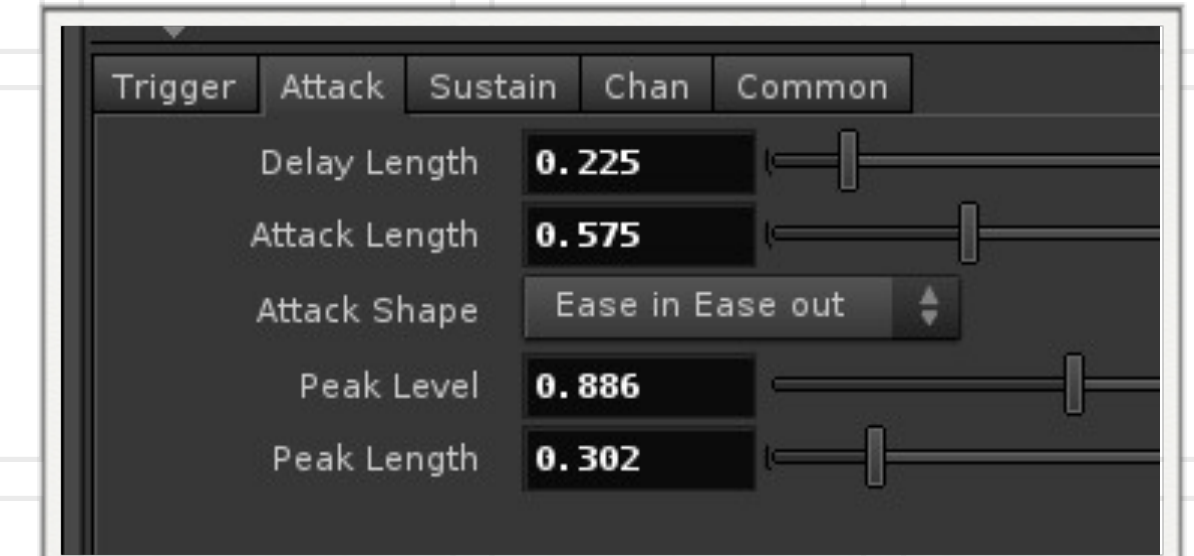 Trigger Attack Sustain Chan Common
Delay Length 0.225
Attack Length 0.575
Attack Shape Ease in Ease out
Peak Level 0.886
Peak Length 0.302